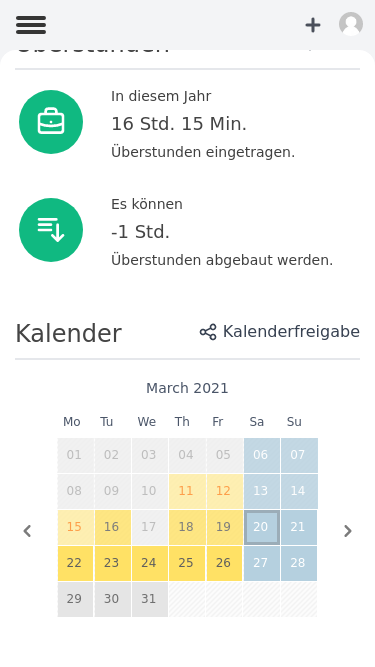 Überstunden
In diesem Jahr
16 Std. 15 Min.
Überstunden eingetragen.
Es können
-1 Std.
Überstunden abgebaut werden.
Kalender Kalenderfreigabe
March 2021
Mo Tu We Th Fr Sa Su
01 02 03 04 05 06 07
08 09 10 11 12 13 14
15 16 17 18 19 20 21
22 23 24 25 26 27 28
29 30 31